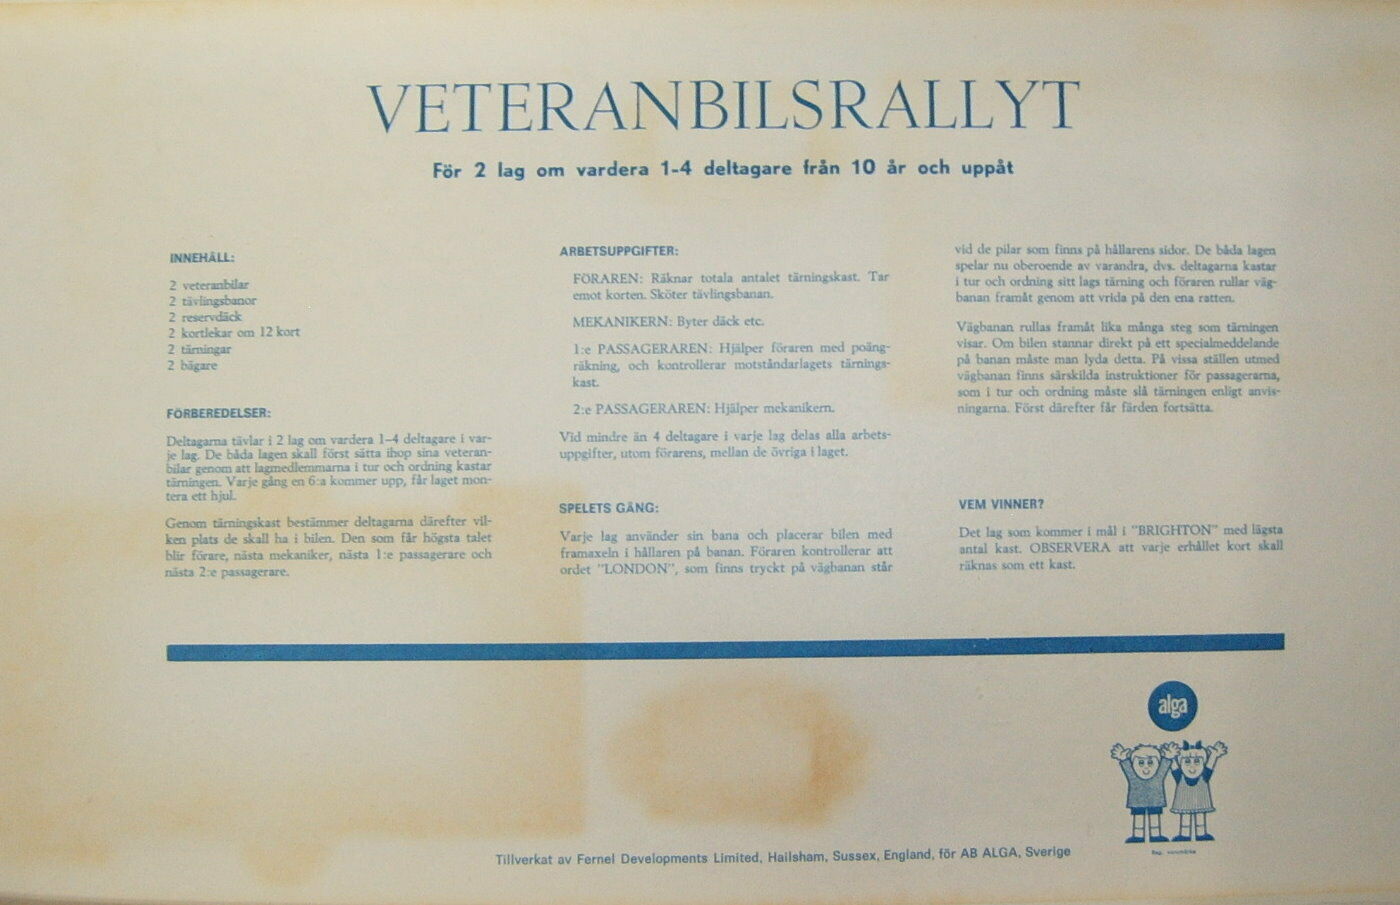 VETERANBILSRALLYT
För 2 lag om vardera 1-4 deltagare från 10 år och uppåt
INNEHÅLL:
2 veteranbilar
2 tävlingsbanor
2 reservdäck
2 kortlekar om 12 kort
2 tärningar
2 bägare
FÖRBEREDELSER:
Deltagarna tävlar i 2 lag om vardera 1–4 deltagare i var-
je lag. De båda lagen skall först sätta ihop sina veteran-
bilar genom att lagmedlemmarna i tur och ordning kastar
tärningen. Varje gång en 6:a kommer upp, får laget mon-
tera ett hjul.
Genom tärningskast bestämmer deltagarna därefter vil-
ken plats de skall ha i bilen. Den som får högsta talet
blir förare, nästa mekaniker, nästa 1:e passagerare och
nästa 2:e passagerare.
ARBETSUPPGIFTER:
FÖRAREN: Räknar totala antalet tärningskast. Tar
emot korten. Sköter tävlingsbanan.
MEKANIKERN: Byter däck etc.
1:e PASSAGERAREN: Hjälper föraren med poäng-
räkning, och kontrollerar motståndarlagets tärnings-
kast.
2:e PASSAGERAREN: Hjälper mekanikern.
Vid mindre än 4 deltagare i varje lag delas alla arbets-
uppgifter, utom förarens, mellan de övriga i laget.
SPELETS GÅNG:
Varje lag använder sin bana och placerar bilen med
framaxeln i hållaren på banan. Föraren kontrollerar att
ordet "LONDON", som finns tryckt på vägbanan står
vid de pilar som finns på hållarens sidor. De båda lagen
spelar nu oberoende av varandra, dvs. deltagarna kastar
i tur och ordning sitt lags tärning och föraren rullar väg-
banan framåt genom att vrida på den ena ratten.
Vägbanan rullas framåt lika många steg som tärningen
visar. Om bilen stannar direkt på ett specialmeddelande
på banan måste man lyda detta. På vissa ställen utmed
vägbanan finns särskilda instruktioner för passagerarna,
som i tur och ordning måste slå tärningen enligt anvis-
ningarna. Först därefter får färden fortsätta.
VEM VINNER?
Det lag som kommer i mål i "BRIGHTON" med lägsta
antal kast. OBSERVERA att varje erhållet kort skall
räknas som ett kast.
alga
Reg. varumärke
Tillverkat av Fernel Developments Limited, Hailsham, Sussex, England, för AB ALGA, Sverige